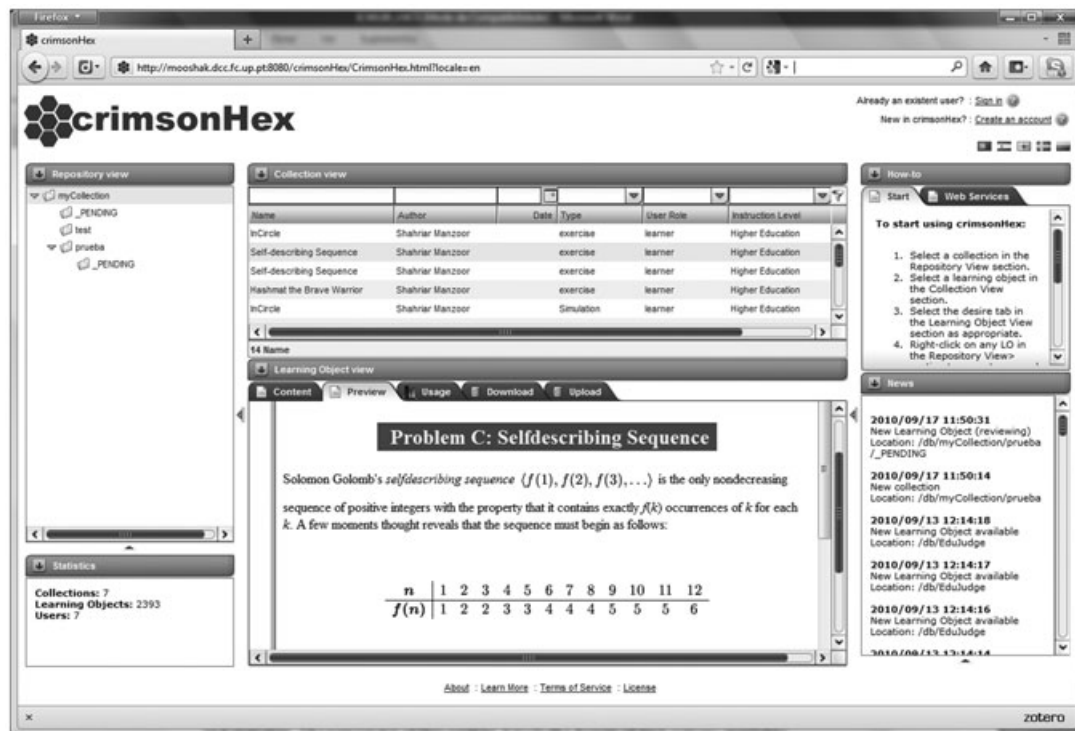 Firefox
crimsonHex
http://mooshak.dcc.fc.up.pt:8080/crimsonHex/CrimsonHex.html?locale=en
crimsonHex
Already an existent user? : Sign in
New in crimsonHex? : Create an account
Repository view
myCollection
_PENDING
test
prueba
_PENDING
Statistics
Collections: 7
Learning Objects: 2393
Users: 7
Collection view
Name Author Date Type User Role Instruction Level
InCircle Shahriar Manzoor exercise learner Higher Education
Self-describing Sequence Shahriar Manzoor exercise learner Higher Education
Self-describing Sequence Shahriar Manzoor exercise learner Higher Education
Hashmat the Brave Warrior Shahriar Manzoor exercise learner Higher Education
InCircle Shahriar Manzoor Simulation learner Higher Education
14 Name
Learning Object view
Content Preview Usage Download Upload
Problem C: Selfdescribing Sequence
Solomon Golomb's selfdescribing sequence ⟨f(1), f(2), f(3), . . .⟩ is the only nondecreasing
sequence of positive integers with the property that it contains exactly f(k) occurrences of k for each
k. A few moments thought reveals that the sequence must begin as follows:
n 1 2 3 4 5 6 7 8 9 10 11 12
f(n) 1 2 2 3 3 4 4 4 5 5 5 6
How-to
Start Web Services
To start using crimsonHex:
1. Select a collection in the
Repository View section.
2. Select a learning object in
the Collection View
section.
3. Select the desire tab in
the Learning Object View
section as appropriate.
4. Right-click on any LO in
the Repository View>
News
2010/09/17 11:50:31
New Learning Object (reviewing)
Location: /db/myCollection/prueba
/_PENDING
2010/09/17 11:50:14
New collection
Location: /db/myCollection/prueba
2010/09/13 12:14:18
New Learning Object available
Location: /db/EduJudge
2010/09/13 12:14:17
New Learning Object available
Location: /db/EduJudge
2010/09/13 12:14:16
New Learning Object available
Location: /db/EduJudge
2010/09/13 12:14:14
About : Learn More : Terms of Service : License
zotero